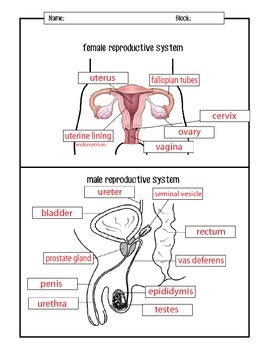 Name: Block:
female reproductive system
uterus
fallopian tubes
cervix
ovary
uterine lining
endometrium
vagina
male reproductive system
ureter
seminal vesicle
bladder
rectum
prostate gland
vas deferens
penis
epididymis
urethra
testes